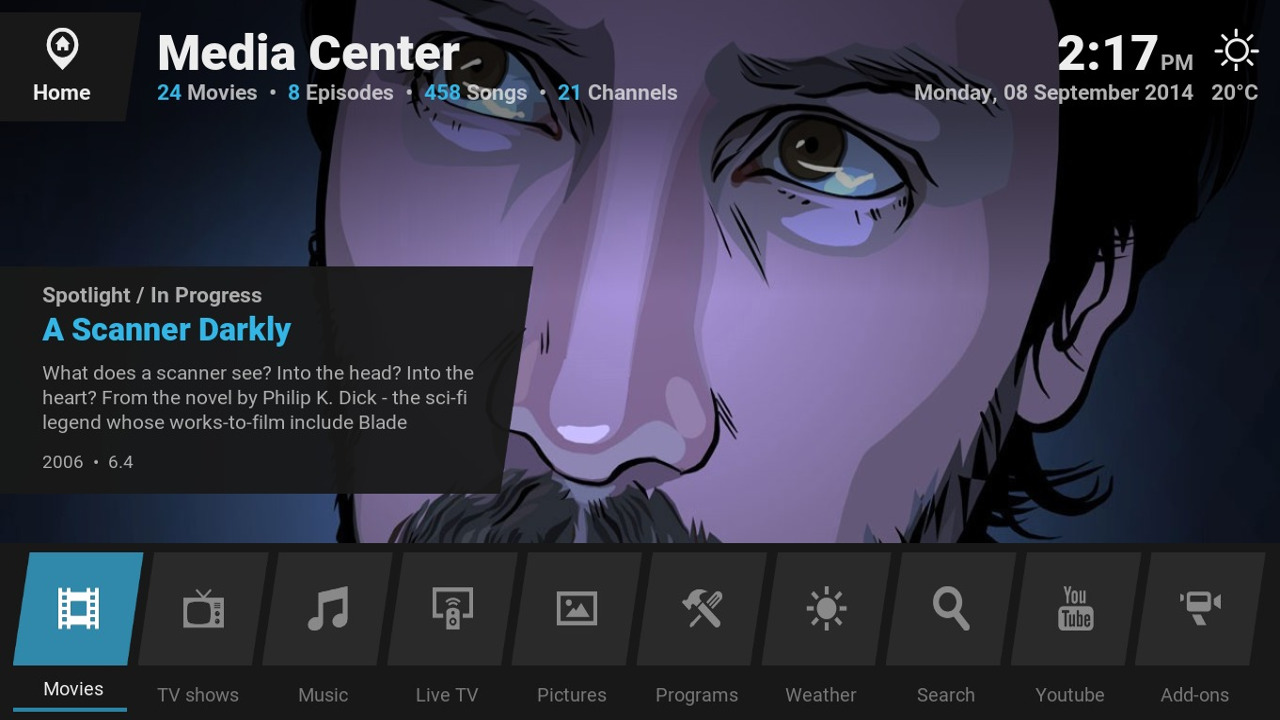 Home
Media Center
24 Movies • 8 Episodes • 458 Songs • 21 Channels
2:17 PM
Monday, 08 September 2014 20°C
Spotlight / In Progress
A Scanner Darkly
What does a scanner see? Into the head? Into the
heart? From the novel by Philip K. Dick - the sci-fi
legend whose works-to-film include Blade
2006 • 6.4
You
Tube
Movies
TV shows
Music
Live TV
Pictures
Programs
Weather
Search
Youtube
Add-ons